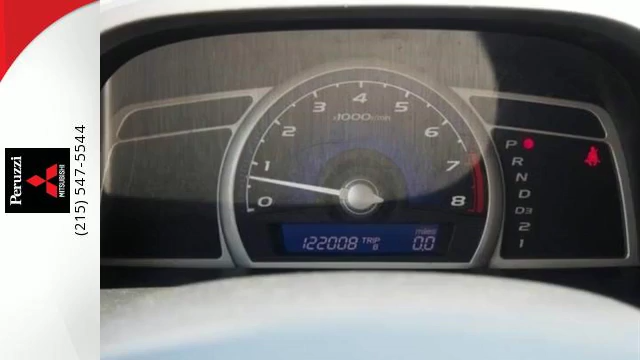 Peruzzi
MITSUBISHI
(215) 547-5544
0
1
2
3
4
5
6
7
8
x1000r/min
122008 TRIP B miles 0.0
P
R
N
D
D3
2
1